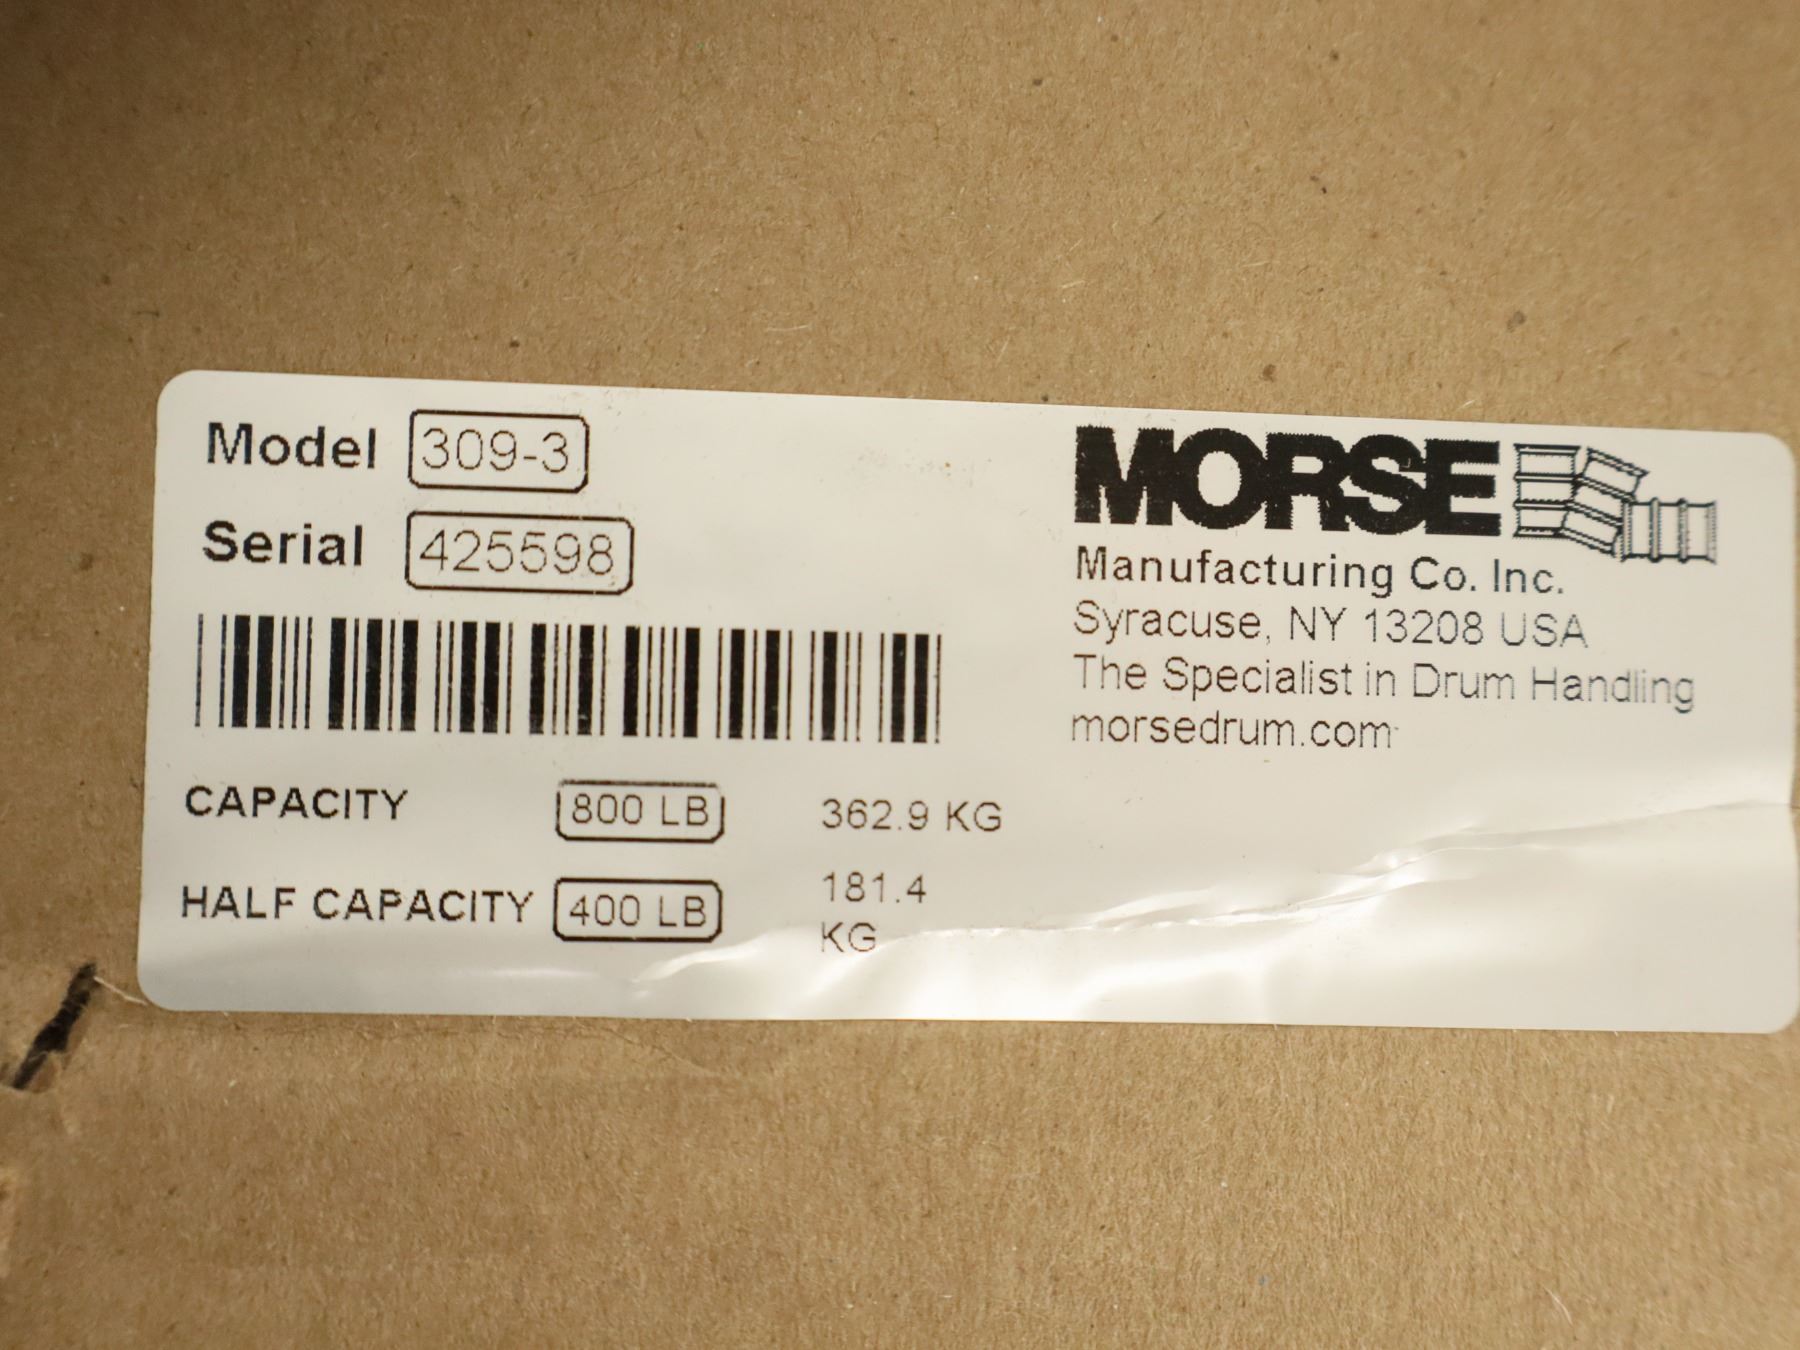 Model 309-3
Serial 425598
CAPACITY 800 LB 362.9 KG
HALF CAPACITY 400 LB 181.4
KG
MORSE
Manufacturing Co. Inc.
Syracuse, NY 13208 USA
The Specialist in Drum Handling
morsedrum.com